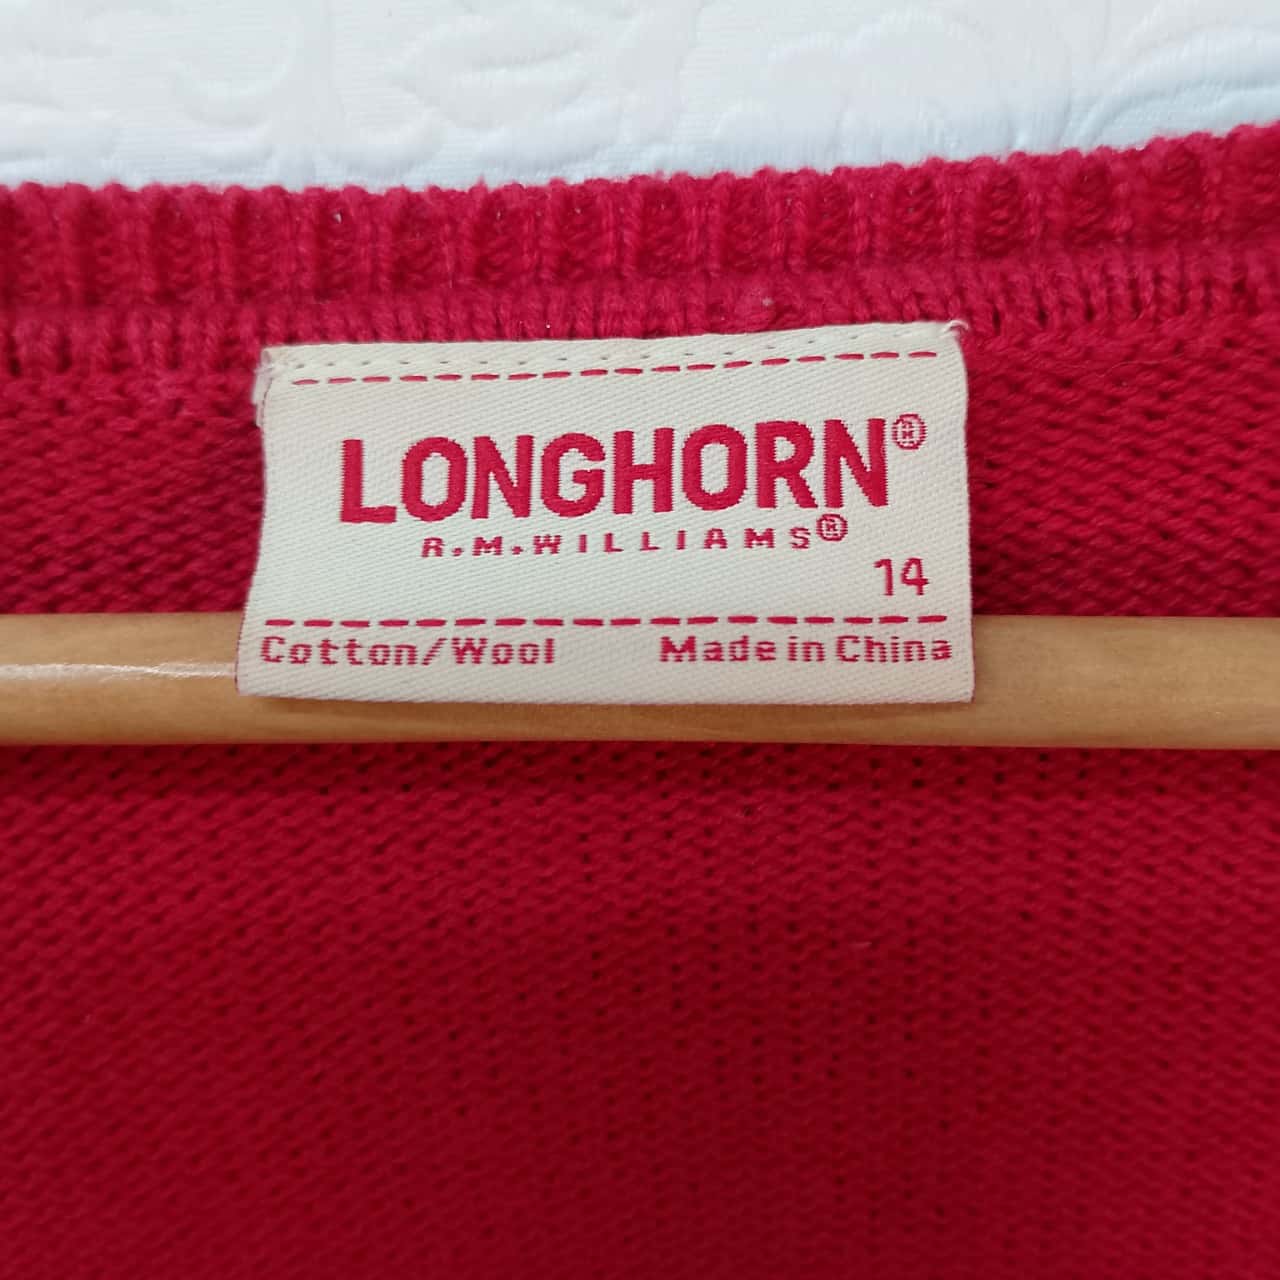 LONGHORN®
R.M.WILLIAMS®
14
Cotton/Wool Made in China